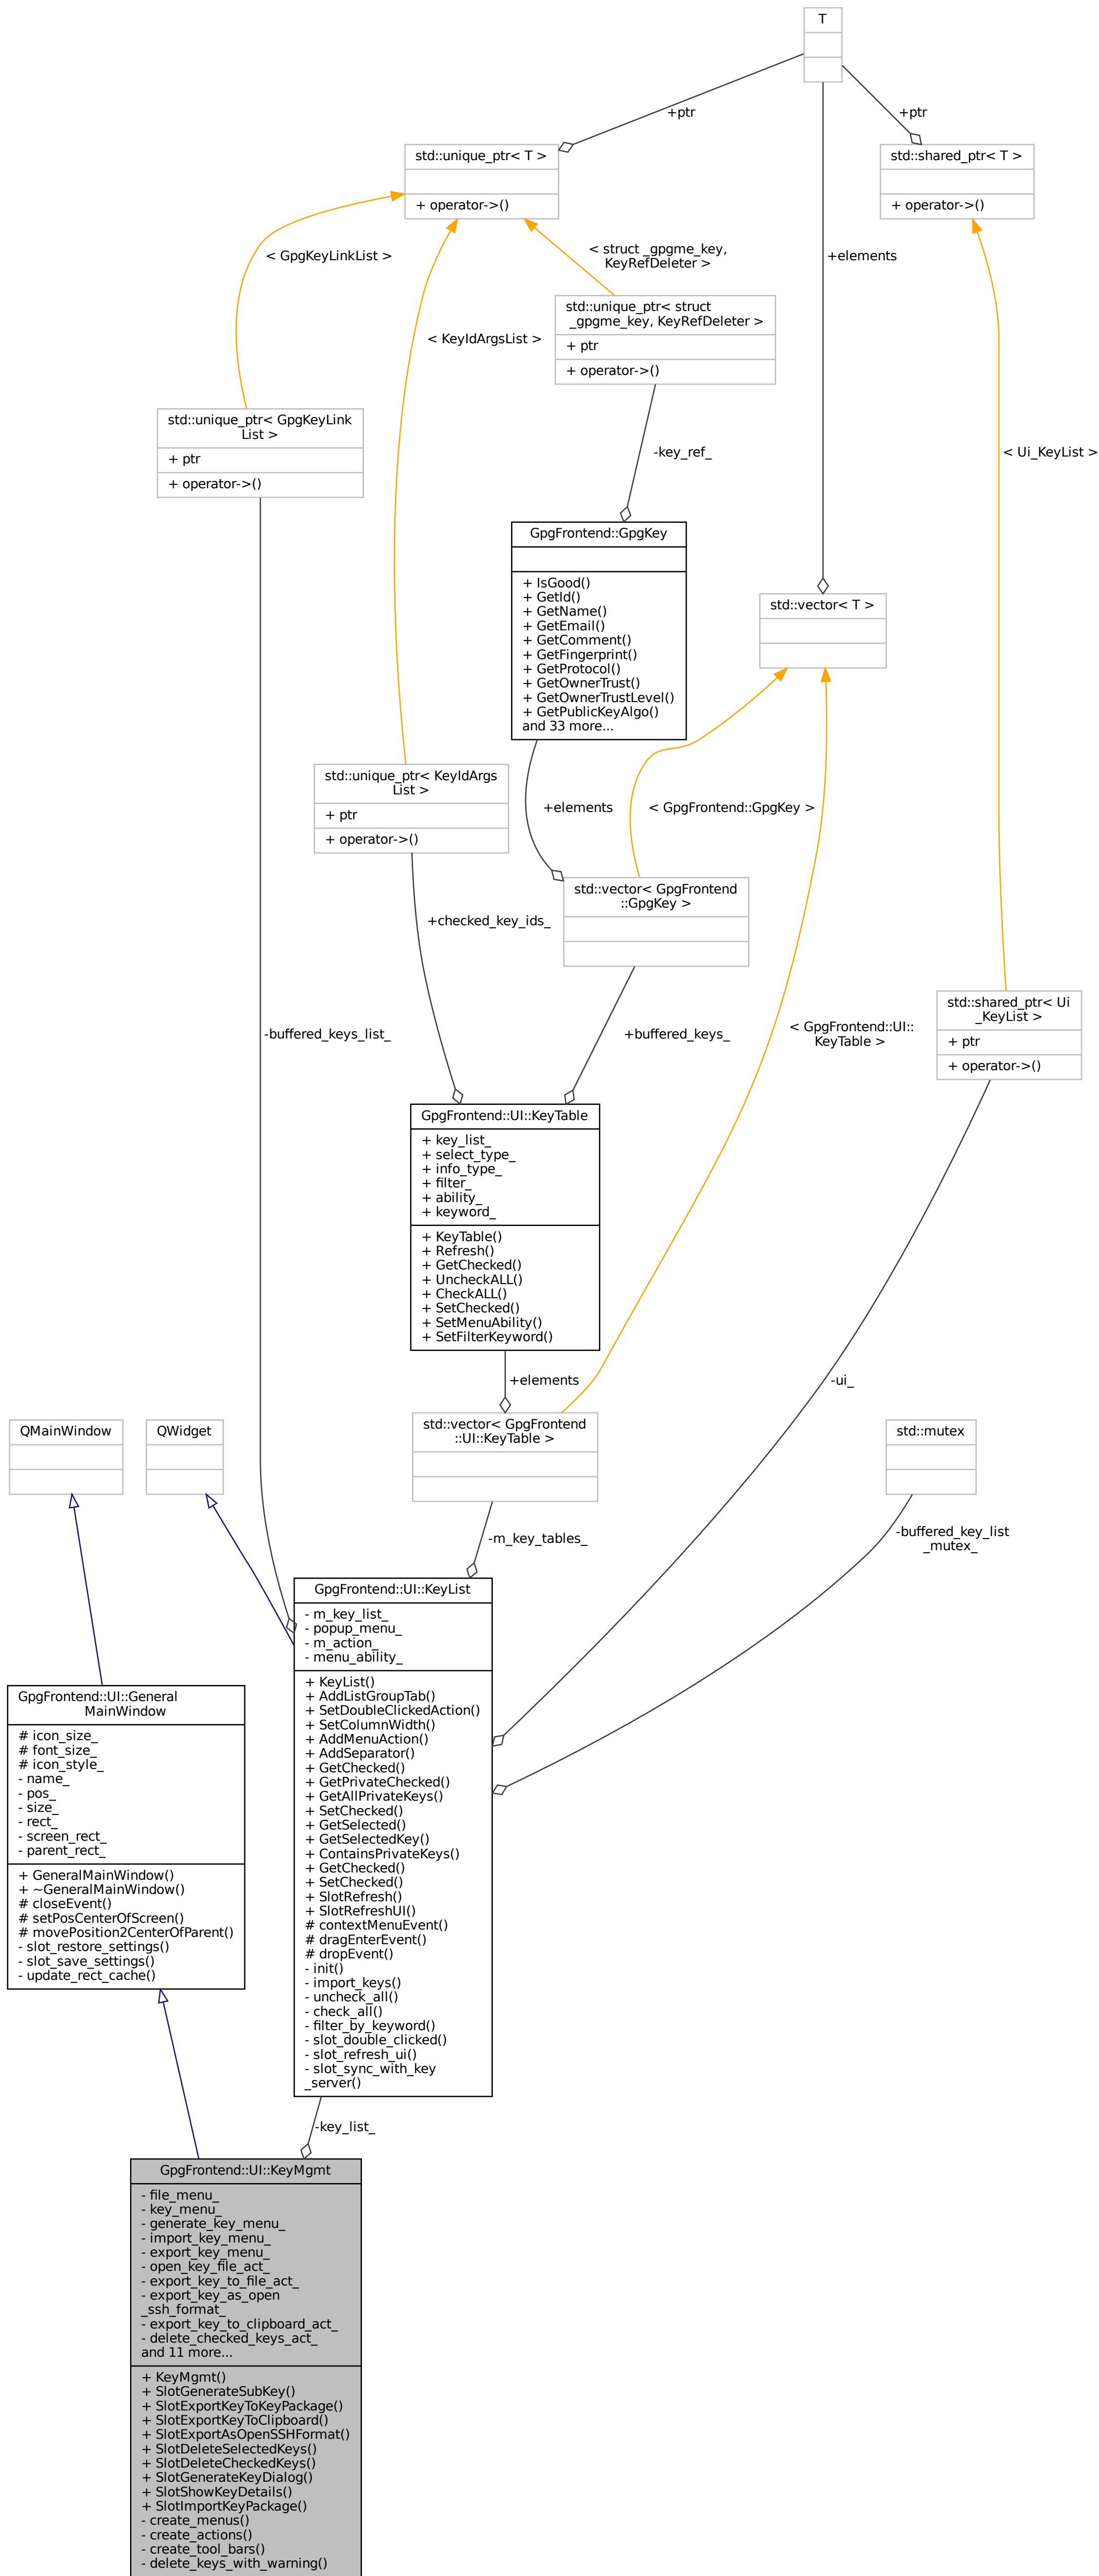 T
+ptr
+ptr
std::unique_ptr< T >
+ operator->()
std::shared_ptr< T >
+ operator->()
< GpgKeyLinkList >
< struct _gpgme_key,
KeyRefDeleter >
+elements
< KeyIdArgsList >
std::unique_ptr< struct
_gpgme_key, KeyRefDeleter >
+ ptr
+ operator->()
std::unique_ptr< GpgKeyLink
List >
+ ptr
+ operator->()
-key_ref_
< Ui_KeyList >
GpgFrontend::GpgKey
+ IsGood()
+ GetId()
+ GetName()
+ GetEmail()
+ GetComment()
+ GetFingerprint()
+ GetProtocol()
+ GetOwnerTrust()
+ GetOwnerTrustLevel()
+ GetPublicKeyAlgo()
and 33 more...
std::vector< T >
std::unique_ptr< KeyIdArgs
List >
+ ptr
+ operator->()
+elements
< GpgFrontend::GpgKey >
std::vector< GpgFrontend
::GpgKey >
+checked_key_ids_
-buffered_keys_list_
+buffered_keys_
< GpgFrontend::UI::
KeyTable >
std::shared_ptr< Ui
_KeyList >
+ ptr
+ operator->()
GpgFrontend::UI::KeyTable
+ key_list_
+ select_type_
+ info_type_
+ filter_
+ ability_
+ keyword_
+ KeyTable()
+ Refresh()
+ GetChecked()
+ UncheckALL()
+ CheckALL()
+ SetChecked()
+ SetMenuAbility()
+ SetFilterKeyword()
+elements
-ui_
QMainWindow
QWidget
std::vector< GpgFrontend
::UI::KeyTable >
std::mutex
-m_key_tables_
-buffered_key_list
_mutex_
GpgFrontend::UI::KeyList
- m_key_list_
- popup_menu_
- m_action_
- menu_ability_
+ KeyList()
+ AddListGroupTab()
+ SetDoubleClickedAction()
+ SetColumnWidth()
+ AddMenuAction()
+ AddSeparator()
+ GetChecked()
+ GetPrivateChecked()
+ GetAllPrivateKeys()
+ SetChecked()
+ GetSelected()
+ GetSelectedKey()
+ ContainsPrivateKeys()
+ GetChecked()
+ SetChecked()
+ SlotRefresh()
+ SlotRefreshUI()
# contextMenuEvent()
# dragEnterEvent()
# dropEvent()
- init()
- import_keys()
- uncheck_all()
- check_all()
- filter_by_keyword()
- slot_double_clicked()
- slot_refresh_ui()
- slot_sync_with_key
_server()
GpgFrontend::UI::General
MainWindow
# icon_size_
# font_size_
# icon_style_
- name_
- pos_
- size_
- rect_
- screen_rect_
- parent_rect_
+ GeneralMainWindow()
+ ~GeneralMainWindow()
# closeEvent()
# setPosCenterOfScreen()
# movePosition2CenterOfParent()
- slot_restore_settings()
- slot_save_settings()
- update_rect_cache()
-key_list_
GpgFrontend::UI::KeyMgmt
- file_menu_
- key_menu_
- generate_key_menu_
- import_key_menu_
- export_key_menu_
- open_key_file_act_
- export_key_to_file_act_
- export_key_as_open
_ssh_format_
- export_key_to_clipboard_act_
- delete_checked_keys_act_
and 11 more...
+ KeyMgmt()
+ SlotGenerateSubKey()
+ SlotExportKeyToKeyPackage()
+ SlotExportKeyToClipboard()
+ SlotExportAsOpenSSHFormat()
+ SlotDeleteSelectedKeys()
+ SlotDeleteCheckedKeys()
+ SlotGenerateKeyDialog()
+ SlotShowKeyDetails()
+ SlotImportKeyPackage()
- create_menus()
- create_actions()
- create_tool_bars()
- delete_keys_with_warning()